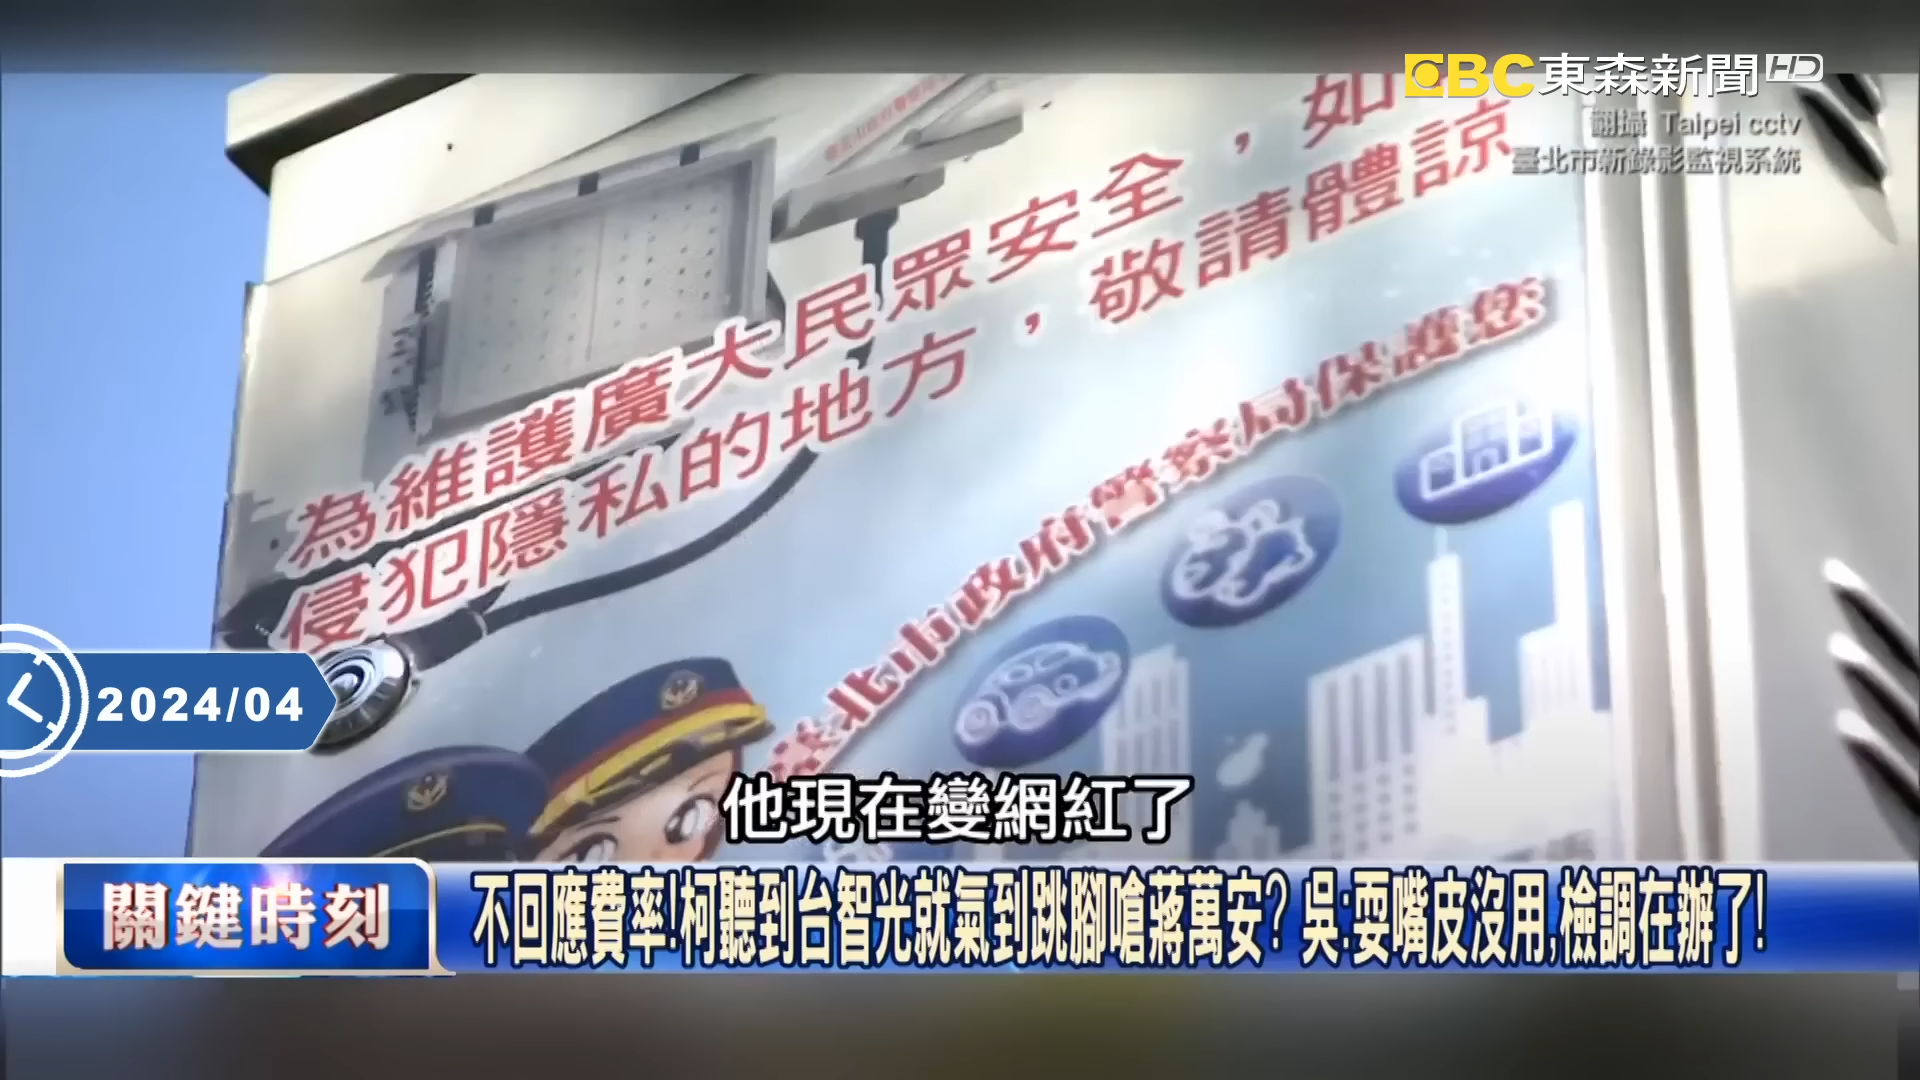 EBC東森新聞HD
翻攝 Taipei cctv
臺北市新錄影監視系統
為維護廣大民眾安全，如
侵犯隱私的地方，敬請體諒
臺北市政府警察局保護您
2024/04
他現在變網紅了
關鍵時刻
不回應費率!柯聽到台智光就氣到跳腳嗆蔣萬安? 吳:耍嘴皮沒用,檢調在辦了!